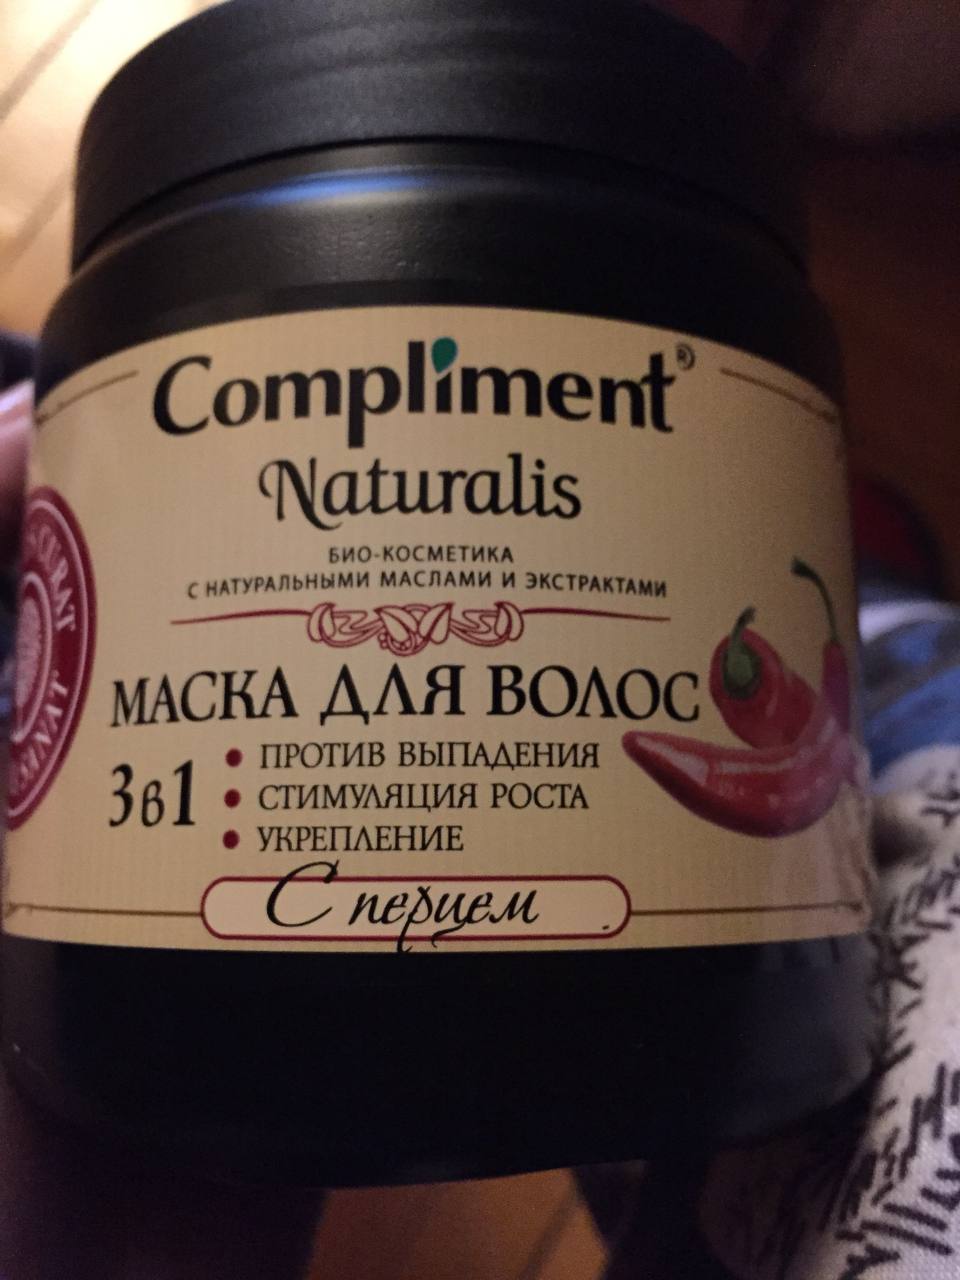 Compliment®
Naturalis
БИО-КОСМЕТИКА
С НАТУРАЛЬНЫМИ МАСЛАМИ И ЭКСТРАКТАМИ
МАСКА ДЛЯ ВОЛОС
3в1
• ПРОТИВ ВЫПАДЕНИЯ
• СТИМУЛЯЦИЯ РОСТА
• УКРЕПЛЕНИЕ
С перцем